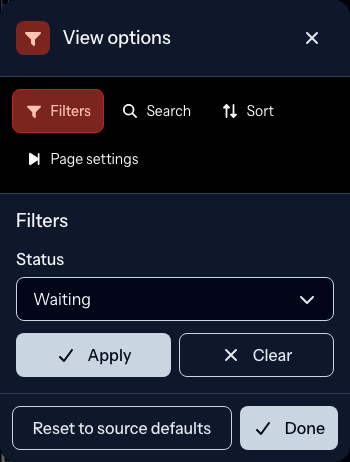 View options
Filters
Search
Sort
Page settings
Filters
Status
Waiting
Apply
Clear
Reset to source defaults
Done